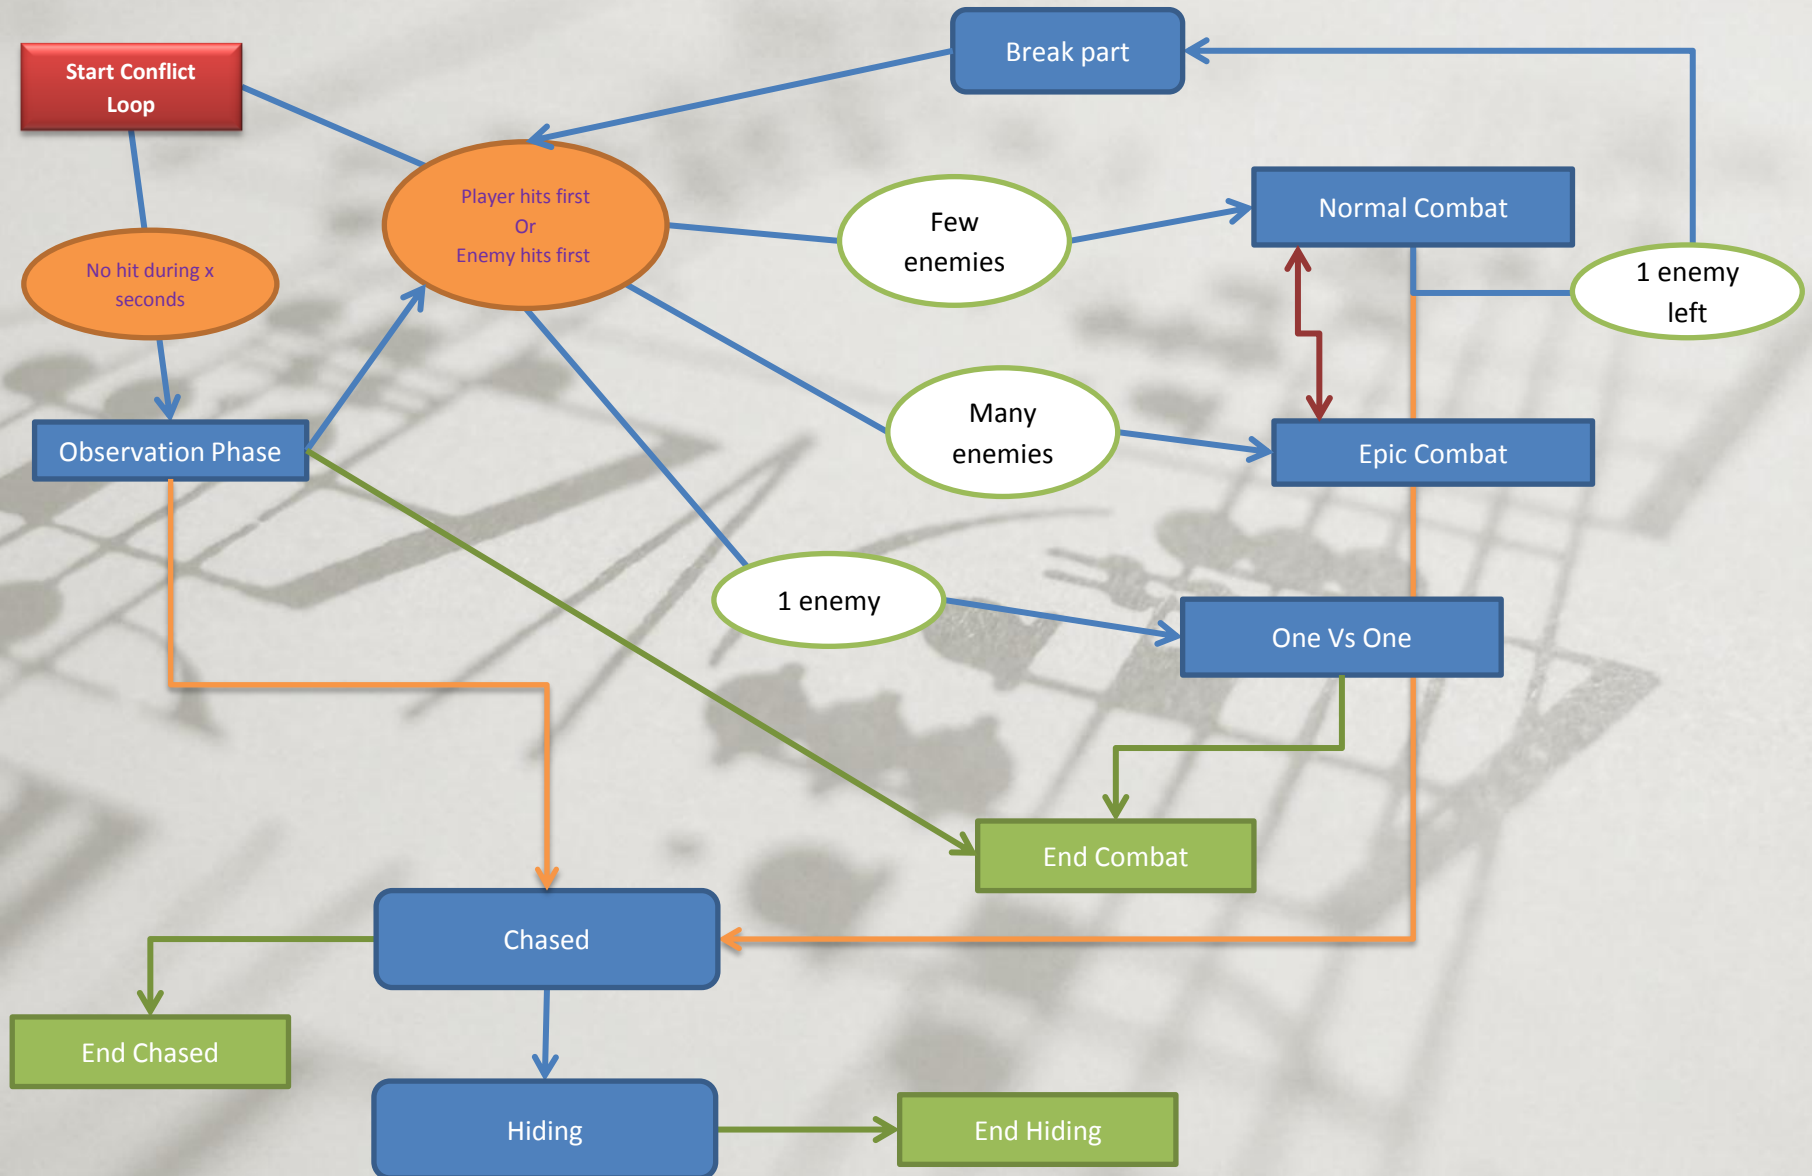 Start Conflict
Loop
Break part
Player hits first
Or
Enemy hits first
Few
enemies
Normal Combat
No hit during x
seconds
1 enemy
left
Observation Phase
Many
enemies
Epic Combat
1 enemy
One Vs One
End Combat
Chased
End Chased
Hiding
End Hiding